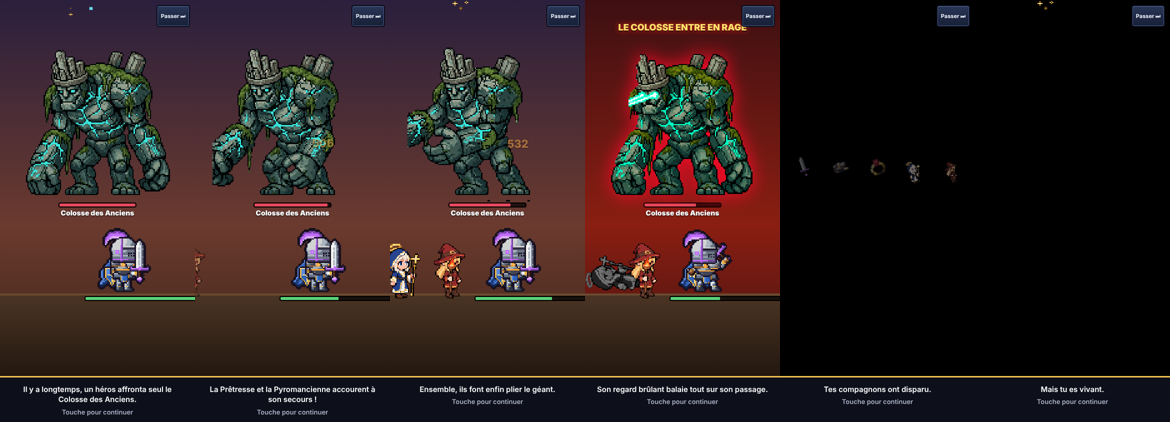 Passer
Colosse des Anciens
Il y a longtemps, un héros affronta seul le
Colosse des Anciens.
Touche pour continuer
Passer
Colosse des Anciens
La Prêtresse et la Pyromancienne accourent à
son secours !
Touche pour continuer
Passer
532
Colosse des Anciens
Ensemble, ils font enfin plier le géant.
Touche pour continuer
Passer
LE COLOSSE ENTRE EN RAGE
Colosse des Anciens
Son regard brûlant balaie tout sur son passage.
Touche pour continuer
Passer
Tes compagnons ont disparu.
Touche pour continuer
Passer
Mais tu es vivant.
Touche pour continuer